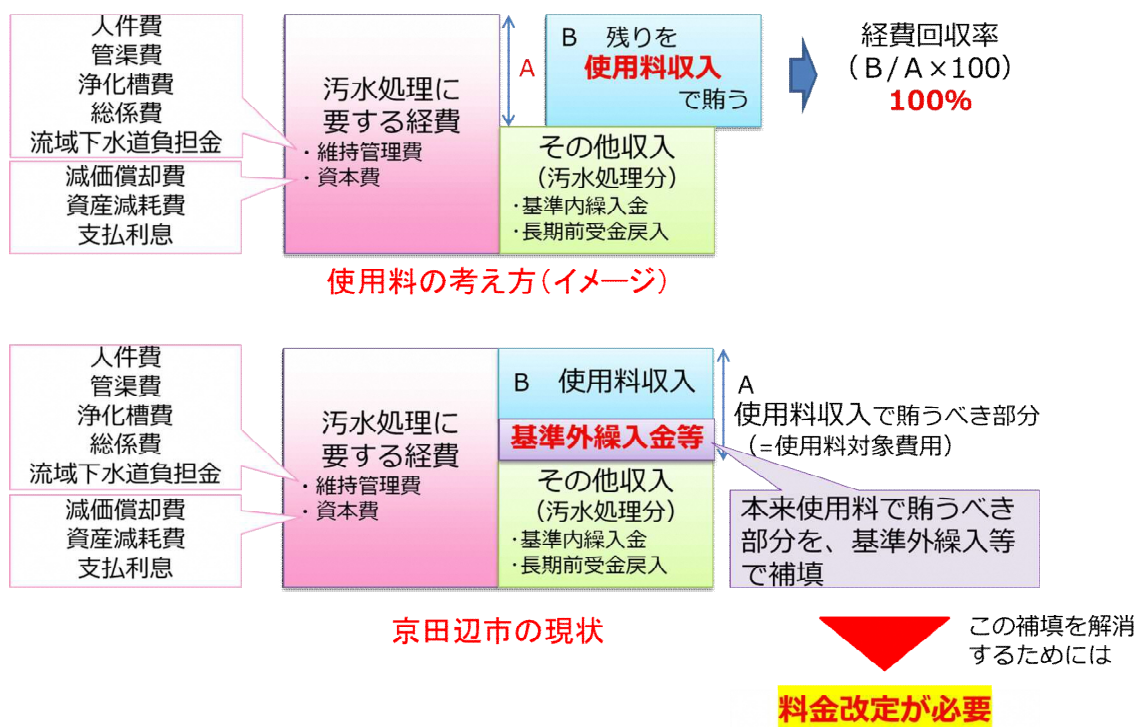 人件費
管渠費
浄化槽費
総係費
流域下水道負担金
減価償却費
資産減耗費
支払利息
汚水処理に
要する経費
・維持管理費
・資本費
A
B 残りを
使用料収入
で賄う
その他収入
（汚水処理分）
・基準内繰入金
・長期前受金戻入
経費回収率
（B/A×100）
100%
使用料の考え方（イメージ）
人件費
管渠費
浄化槽費
総係費
流域下水道負担金
減価償却費
資産減耗費
支払利息
汚水処理に
要する経費
・維持管理費
・資本費
B 使用料収入
基準外繰入金等
その他収入
（汚水処理分）
・基準内繰入金
・長期前受金戻入
A
使用料収入で賄うべき部分
（=使用料対象費用）
本来使用料で賄うべき
部分を、基準外繰入等
で補填
京田辺市の現状
この補填を解消
するためには
料金改定が必要